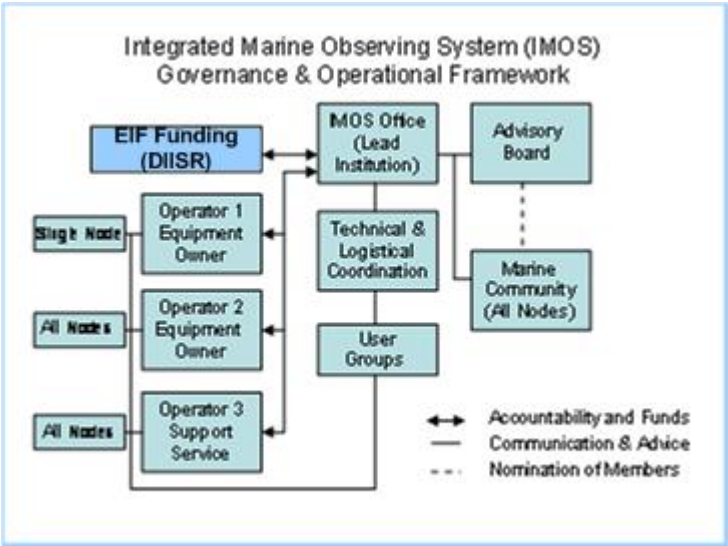 Integrated Marine Observing System (IMOS)
Governance & Operational Framework
EIF Funding
(DIISR)
IMOS Office
(Lead
Institution)
Advisory
Board
Single Node
Operator 1
Equipment
Owner
Technical &
Logistical
Coordination
Marine
Community
(All Nodes)
All Nodes
Operator 2
Equipment
Owner
User
Groups
All Nodes
Operator 3
Support
Service
Accountability and Funds
Communication & Advice
Nomination of Members